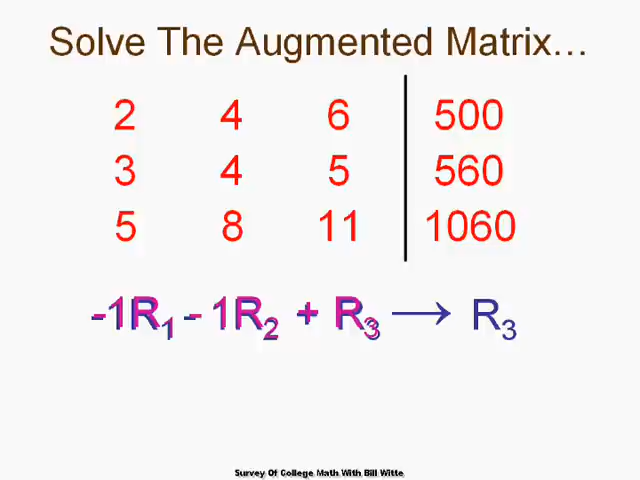 Solve The Augmented Matrix...
2 4 6 500
3 4 5 560
5 8 11 1060
-1R₁ - 1R₂ + R₃ → R₃
Survey Of College Math With Bill Witte